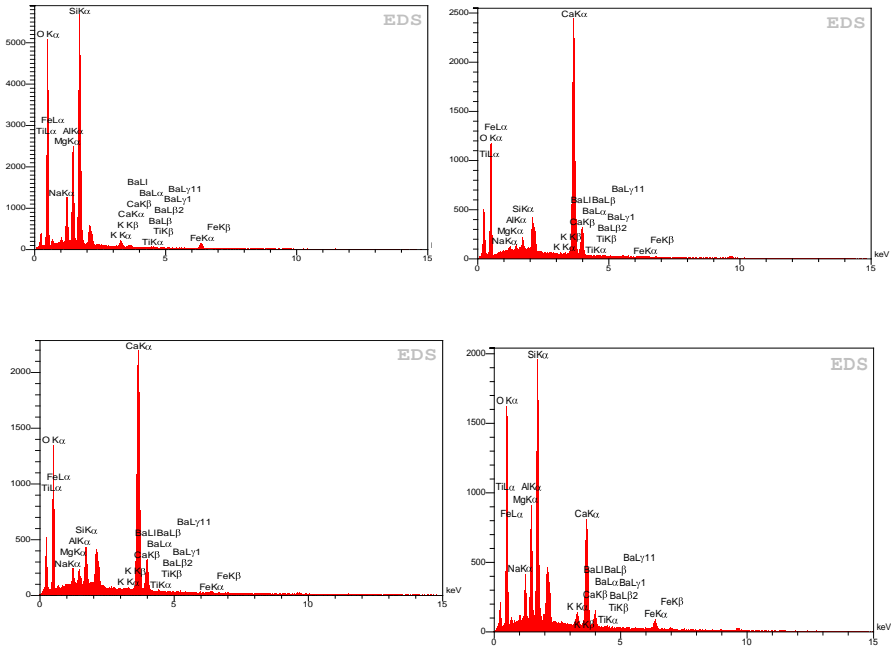 EDS
SiKα
5000
O Kα
4000
FeLα
3000
TiLα AlKα
MgKα
2000
BaLl
BaLα BaLγ11
NaKα
CaKβ BaLγ1
1000
CaKα BaLβ2
K Kβ BaLβ
TiKβ FeKβ
K Kα FeKα
TiKα
0
0 5 10 15
EDS
2500
CaKα
2000
1500
FeLα
O Kα
1000
TiLα
BaLγ11
BaLlBaLβ
500
SiKα BaLα
AlKα CaKβ BaLγ1
MgKα BaLβ2
NaKα K Kβ TiKβ FeKβ
K Kα TiKα FeKα
0
0 5 10 15
keV
EDS
CaKα
2000
1500
O Kα
1000
FeLα
TiLα
BaLγ11
SiKα BaLlBaLβ
500
AlKα BaLα
MgKα CaKβ BaLγ1
NaKα BaLβ2
K Kβ TiKβ FeKβ
K Kα TiKα FeKα
0
0 5 10 15
keV
EDS
SiKα
2000
O Kα
1500
TiLα AlKα
1000
MgKα
FeLα CaKα
BaLγ11
500
NaKα BaLlBaLβ
BaLαBaLγ1
CaKβ BaLβ2
K Kα TiKβ FeKβ
K Kβ TiKα FeKα
0
0 5 10 15
keV